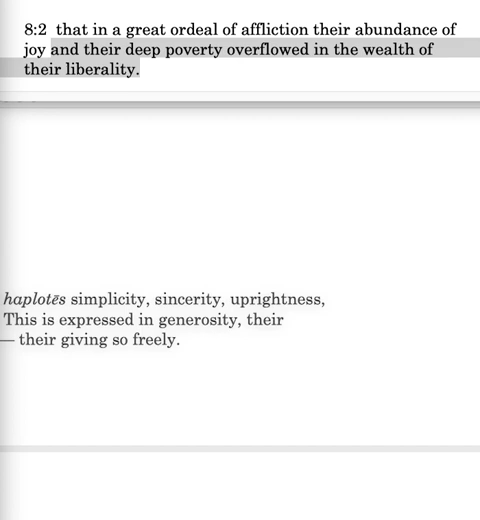 8:2 that in a great ordeal of affliction their abundance of
joy and their deep poverty overflowed in the wealth of
their liberality.
haplotēs simplicity, sincerity, uprightness,
This is expressed in generosity, their
— their giving so freely.